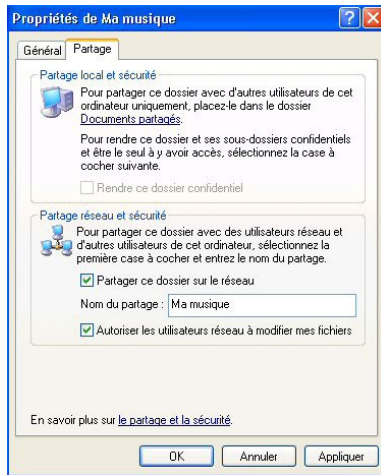 Propriétés de Ma musique
Général Partage
Partage local et sécurité
Pour partager ce dossier avec d'autres utilisateurs de cet
ordinateur uniquement, placez-le dans le dossier
Documents partagés.
Pour rendre ce dossier et ses sous-dossiers confidentiels
et être le seul à y avoir accès, sélectionnez la case à
cocher suivante.
Rendre ce dossier confidentiel
Partage réseau et sécurité
Pour partager ce dossier avec des utilisateurs réseau et
d'autres utilisateurs de cet ordinateur, sélectionnez la
première case à cocher et entrez le nom du partage.
Partager ce dossier sur le réseau
Nom du partage : Ma musique
Autoriser les utilisateurs réseau à modifier mes fichiers
En savoir plus sur le partage et la sécurité.
OK Annuler Appliquer